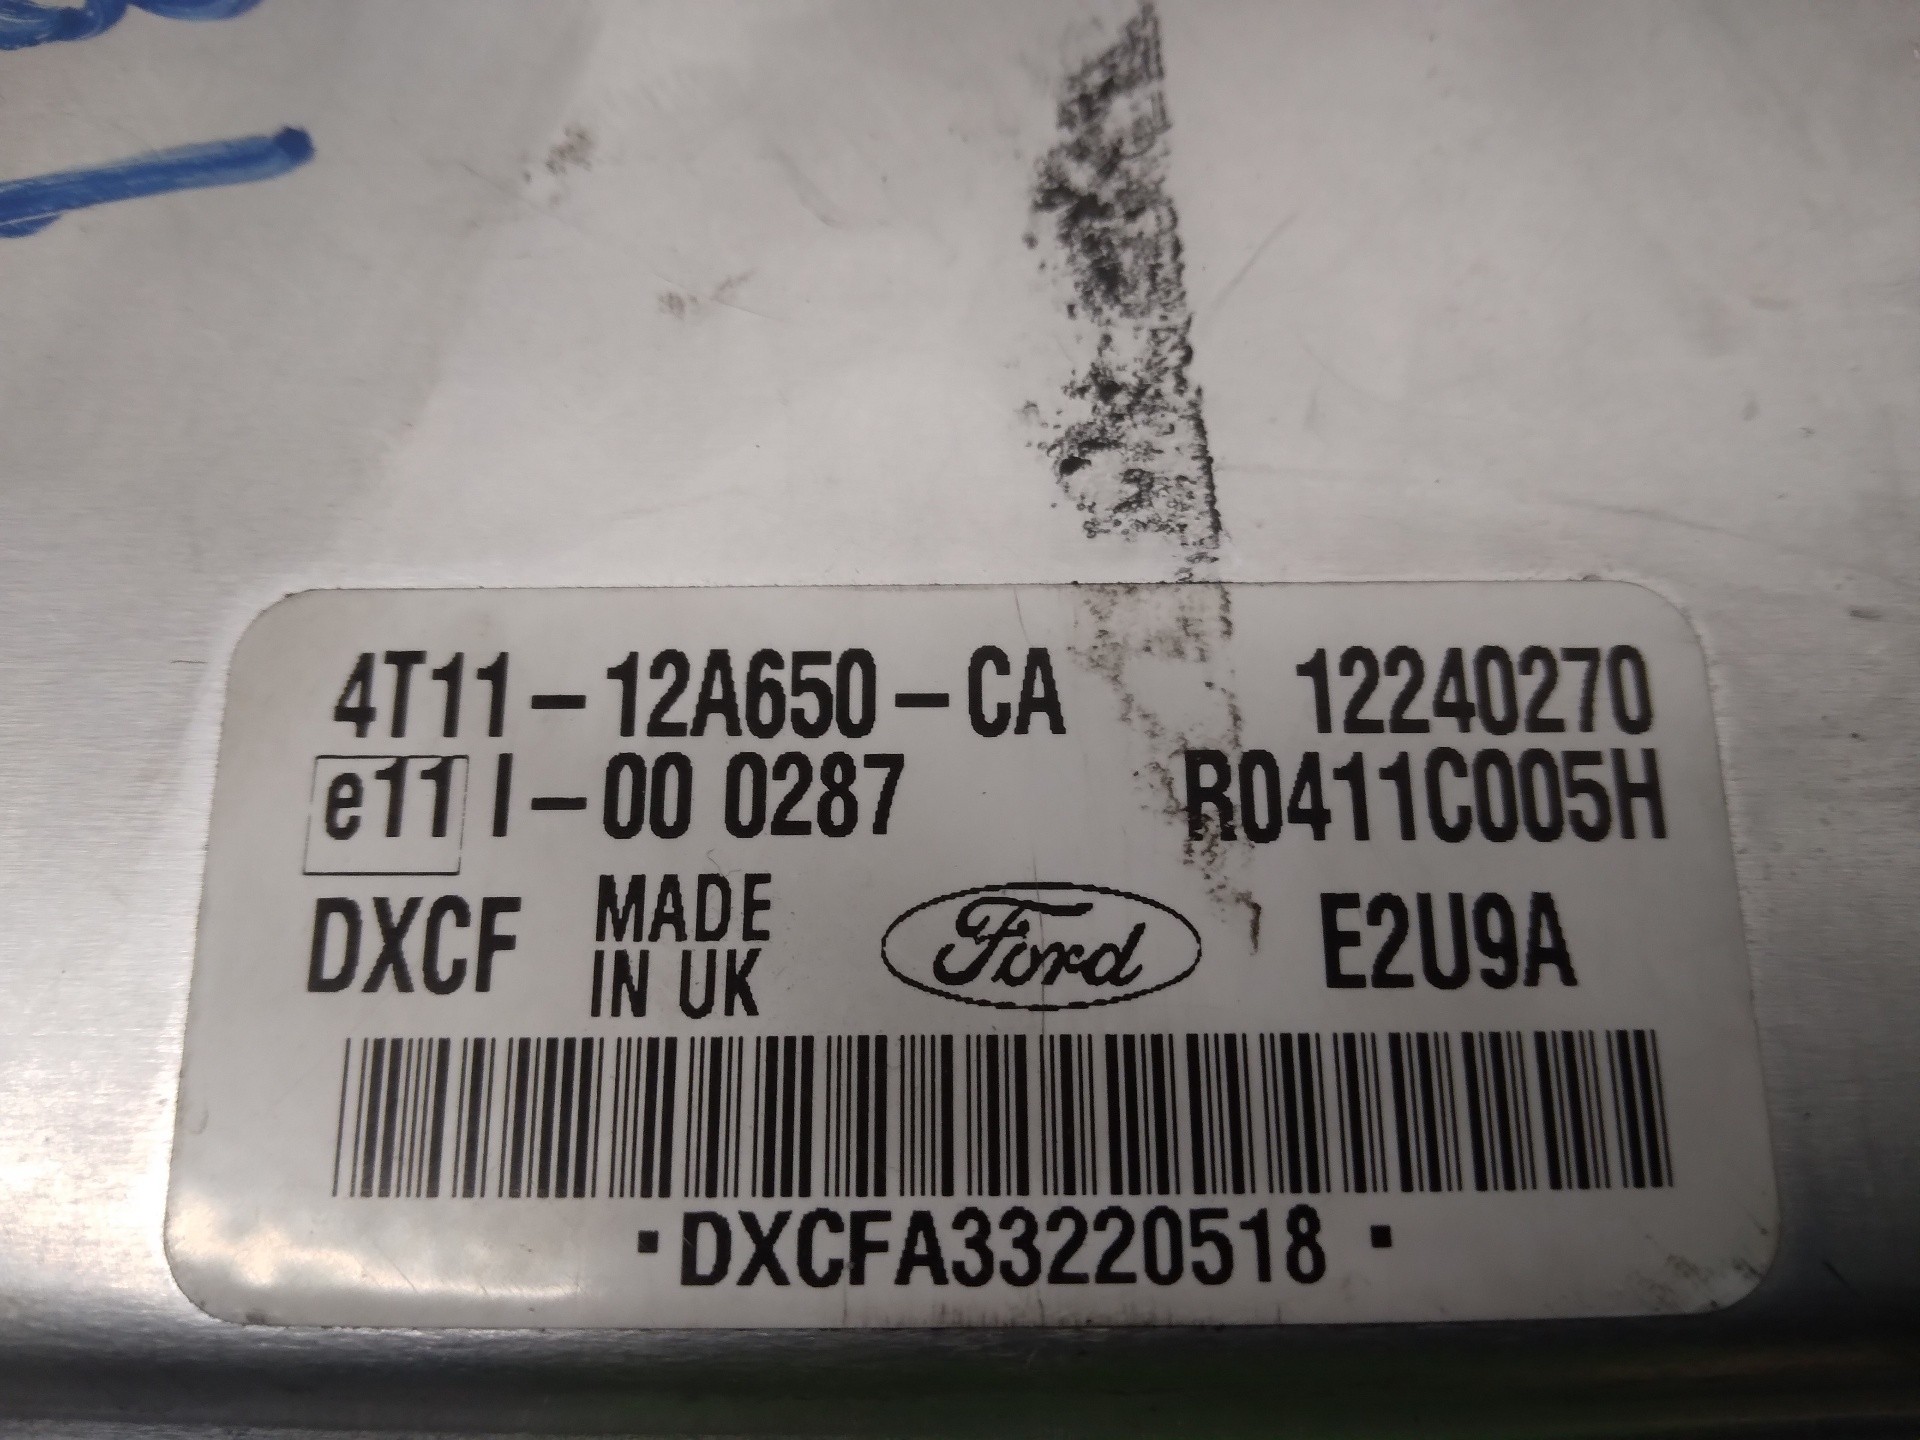 4T11-12A650-CA 12240270
e11 I-00 0287 R0411C005H
DXCF MADE IN UK Ford E2U9A
·DXCFA33220518·